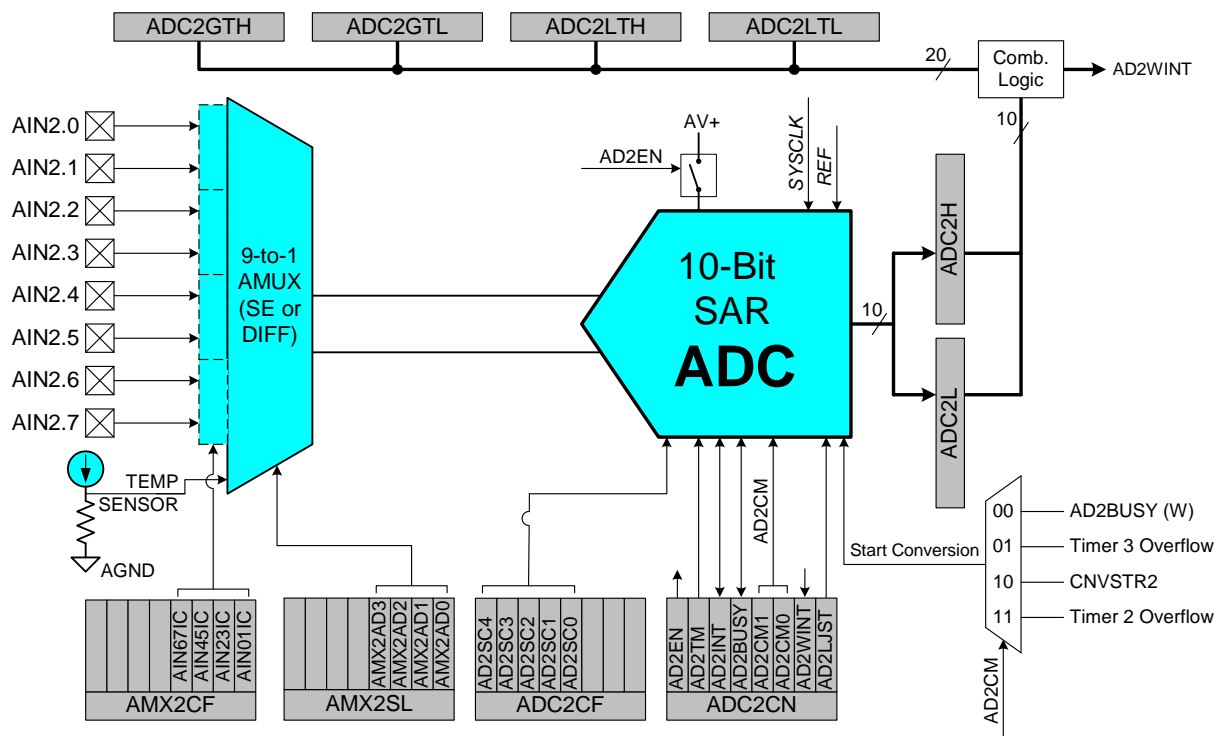 ADC2GTH
ADC2GTL
ADC2LTH
ADC2LTL
20
Comb.
Logic
AD2WINT
10
AIN2.0
AIN2.1
AIN2.2
AIN2.3
AIN2.4
AIN2.5
AIN2.6
AIN2.7
9-to-1
AMUX
(SE or
DIFF)
AV+
AD2EN
SYSCLK
REF
10-Bit
SAR
ADC
10
ADC2H
ADC2L
TEMP
SENSOR
AGND
AD2CM
Start Conversion
00
AD2BUSY (W)
01
Timer 3 Overflow
10
CNVSTR2
11
Timer 2 Overflow
AD2CM
AIN67IC
AIN45IC
AIN23IC
AIN01IC
AMX2CF
AMX2AD3
AMX2AD2
AMX2AD1
AMX2AD0
AMX2SL
AD2SC4
AD2SC3
AD2SC2
AD2SC1
AD2SC0
ADC2CF
AD2EN
AD2TM
AD2INT
AD2BUSY
AD2CM1
AD2CM0
AD2WINT
AD2LJST
ADC2CN